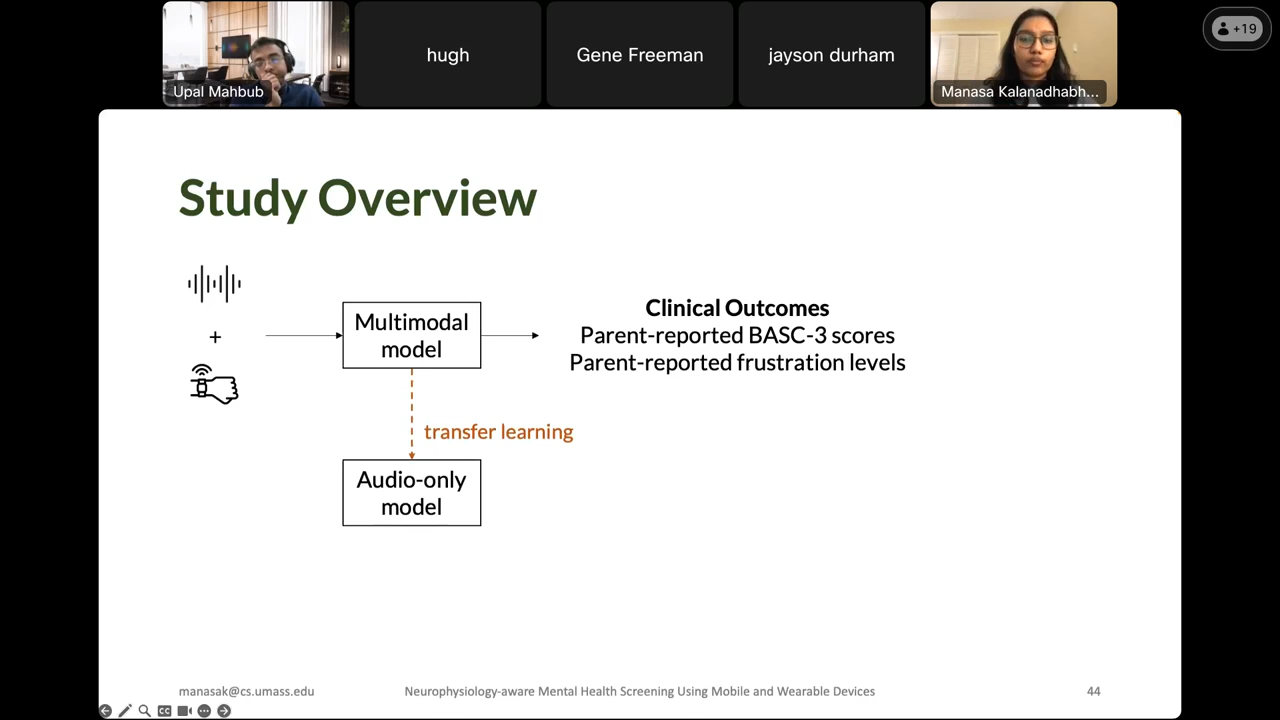 Upal Mahbub
hugh
Gene Freeman
jayson durham
Manasa Kalanadhabh...
+19
Study Overview
+
Multimodal
model
Clinical Outcomes
Parent-reported BASC-3 scores
Parent-reported frustration levels
transfer learning
Audio-only
model
manasak@cs.umass.edu
Neurophysiology-aware Mental Health Screening Using Mobile and Wearable Devices
44
CC